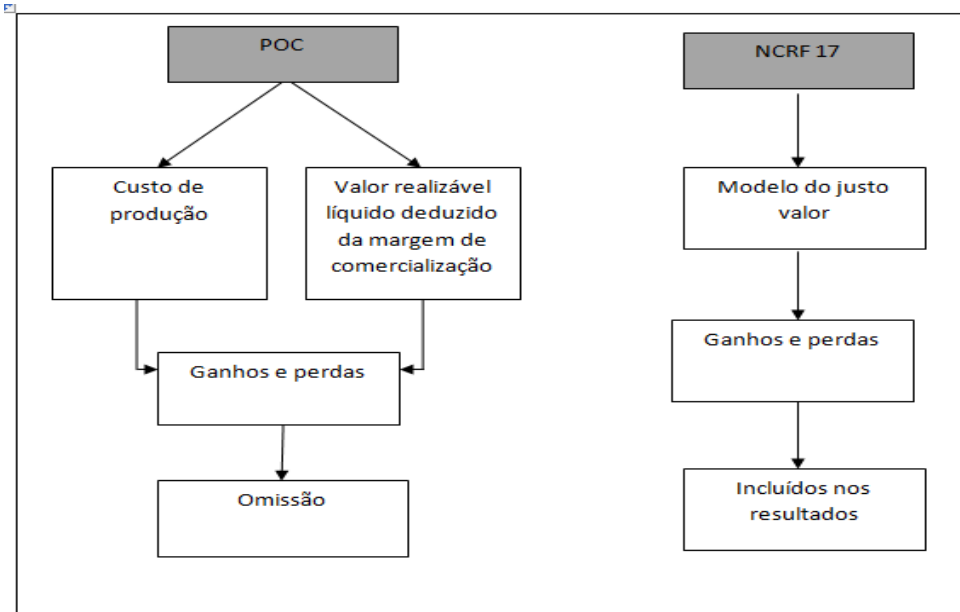 POC
Custo de
produção
Valor realizável
líquido deduzido
da margem de
comercialização
Ganhos e perdas
Omissão
NCRF 17
Modelo do justo
valor
Ganhos e perdas
Incluídos nos
resultados